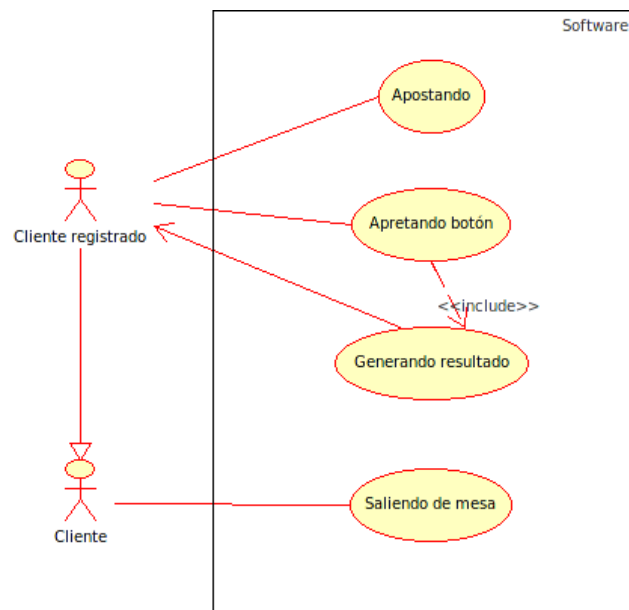 Software
Apostando
Cliente registrado
Apretando botón
<<include>>
Generando resultado
Saliendo de mesa
Cliente